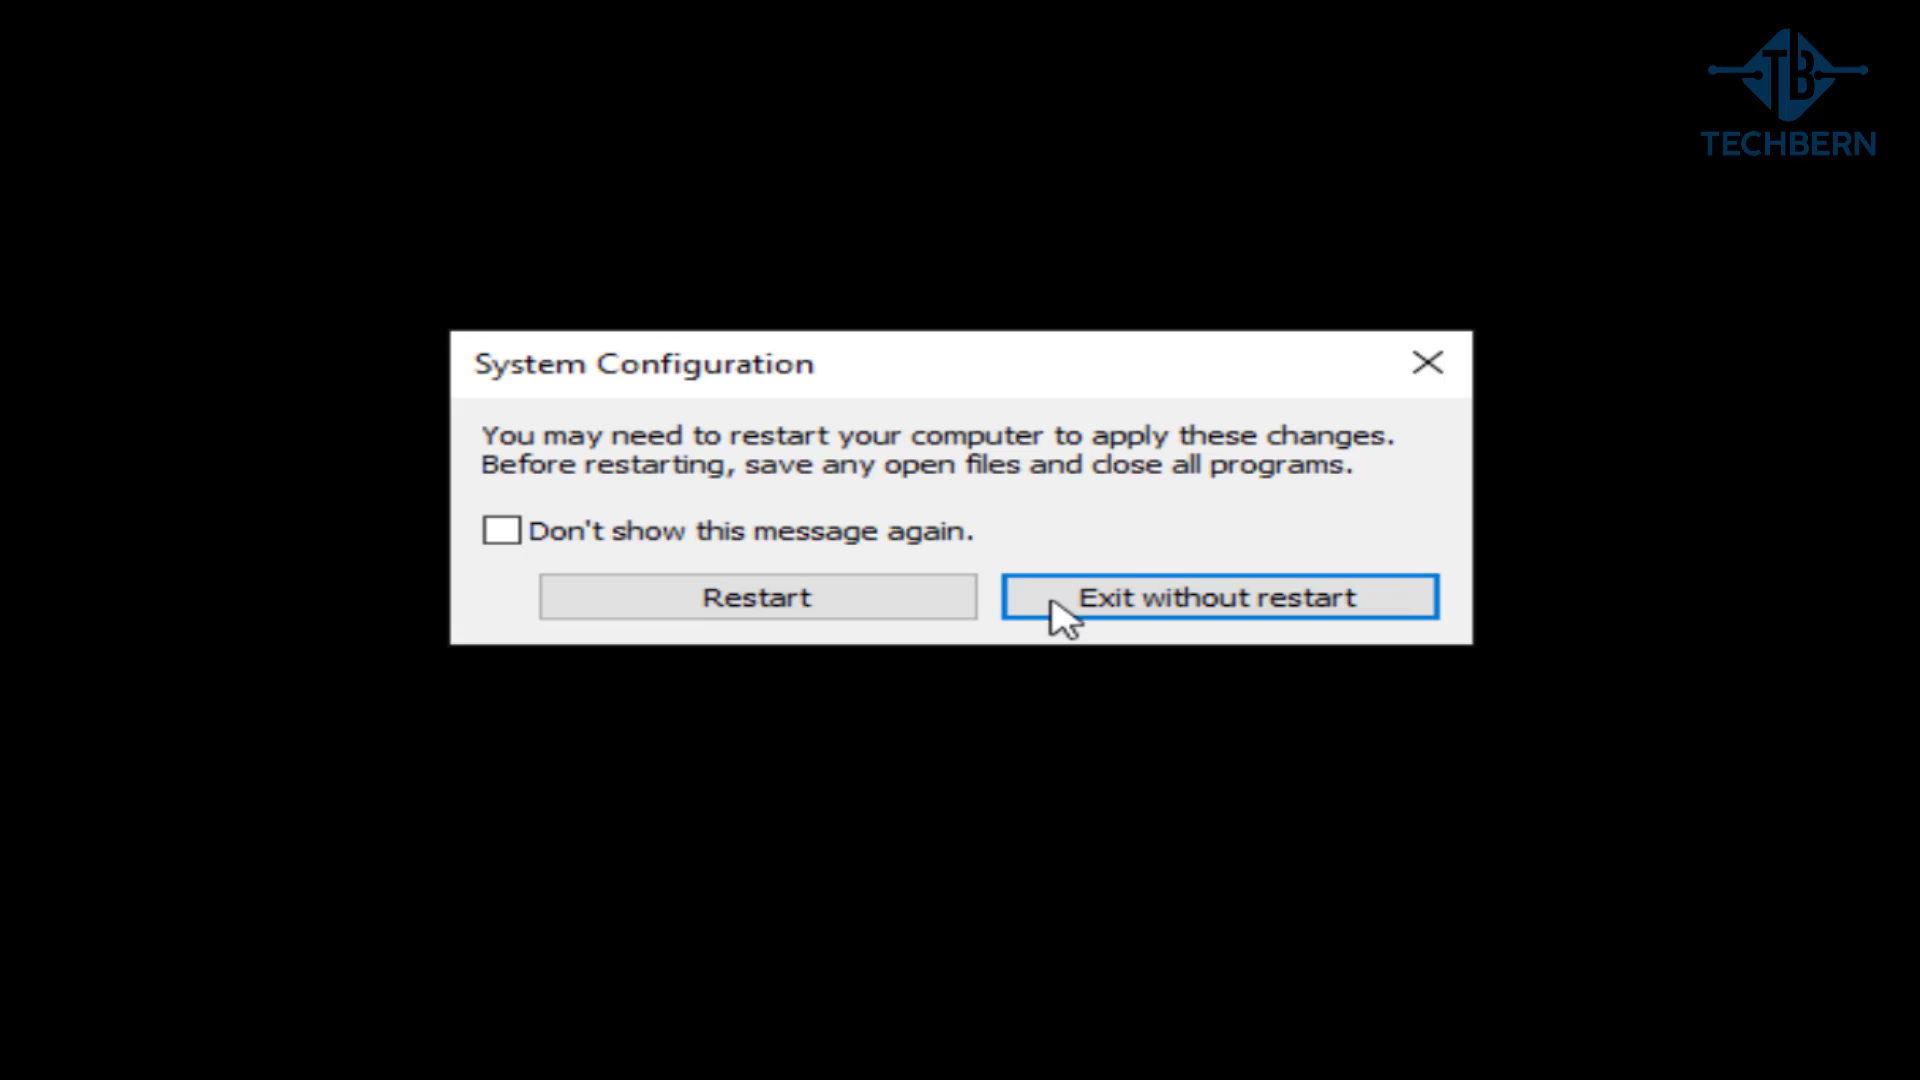 TB
TECHBERN
System Configuration
You may need to restart your computer to apply these changes.
Before restarting, save any open files and close all programs.
Don't show this message again.
Restart
Exit without restart